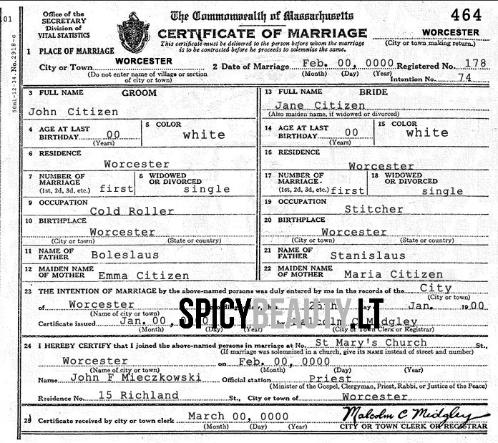 Office of the The Commonwealth of Massachusetts 464
SECRETARY
Division of
VITAL STATISTICS
CERTIFICATE OF MARRIAGE WORCESTER
This certificate must be delivered to the person before whom the marriage (City or town making return.)
is to be contracted before he proceeds to solemnize the same.
1 PLACE OF MARRIAGE
City or Town WORCESTER 2 Date of Marriage Feb. 00, 0000 Registered No. 178
(Do not enter name of village or section (Month) (Day) (Year) Intention No. 74
of city or town)
3 FULL NAME GROOM 13 FULL NAME BRIDE
John Citizen Jane Citizen
(Also maiden name, if widowed or divorced)
4 AGE AT LAST BIRTHDAY 00 (Years) 5 COLOR white 14 AGE AT LAST BIRTHDAY 00 (Years) 15 COLOR white
6 RESIDENCE Worcester 16 RESIDENCE Worcester
7 NUMBER OF MARRIAGE (1st, 2d, 3d, etc.) first 8 WIDOWED OR DIVORCED single 17 NUMBER OF MARRIAGE (1st, 2d, 3d, etc.) first 18 WIDOWED OR DIVORCED single
9 OCCUPATION Cold Roller 19 OCCUPATION Stitcher
10 BIRTHPLACE Worcester 20 BIRTHPLACE Worcester
(City or town) (State or country) (City or town) (State or country)
11 NAME OF FATHER Boleslaus 21 NAME OF FATHER Stanislaus
12 MAIDEN NAME OF MOTHER Emma Citizen 22 MAIDEN NAME OF MOTHER Maria Citizen
23 THE INTENTION OF MARRIAGE by the above-named persons was duly entered by me in the records of the City
(City or town)
of Worcester 26th day Jan. 1900
(Name of city or town) (Day) (Month) (Year)
SPICYBEAUTY.LT
Certificate issued Jan. 00, Malcolm C Midgley
(Month) (Day) (Year) Clerk or Registrar)
24 I HEREBY CERTIFY that I joined the above-named persons in marriage at No. St Mary's Church St.,
(If marriage was solemnized in a church, give its NAME instead of street and number)
Worcester on Feb. 00, 0000
(Name of city or town) (Month) (Day) (Year)
Name John F Mieczkowski Official station Priest
(Minister of the Gospel, Clergyman, Priest, Rabbi, or Justice of the Peace)
Residence No. 15 Richland St., City or town of Worcester
25 Certificate received by city or town clerk March 00, 0000 Malcolm C Midgley
(Month) (Day) (Year) CITY OR TOWN CLERK OR REGISTRAR